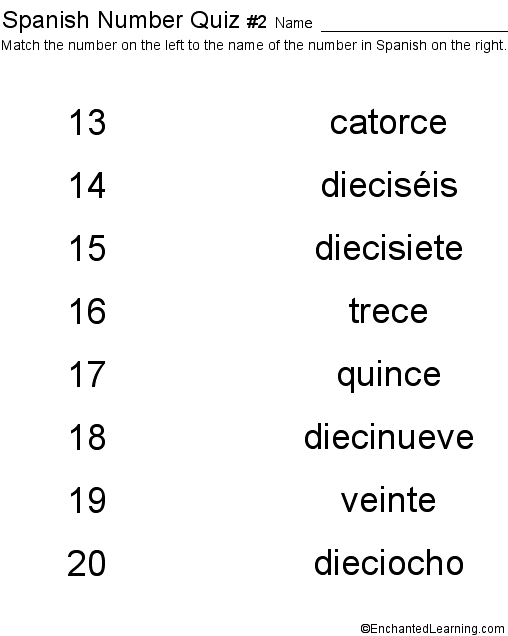 Spanish Number Quiz #2 Name
Match the number on the left to the name of the number in Spanish on the right.
13 catorce
14 dieciséis
15 diecisiete
16 trece
17 quince
18 diecinueve
19 veinte
20 dieciocho
©EnchantedLearning.com